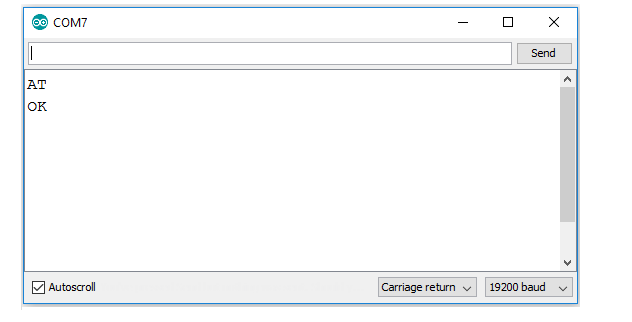 COM7
Send
AT
OK
Autoscroll
Carriage return
19200 baud